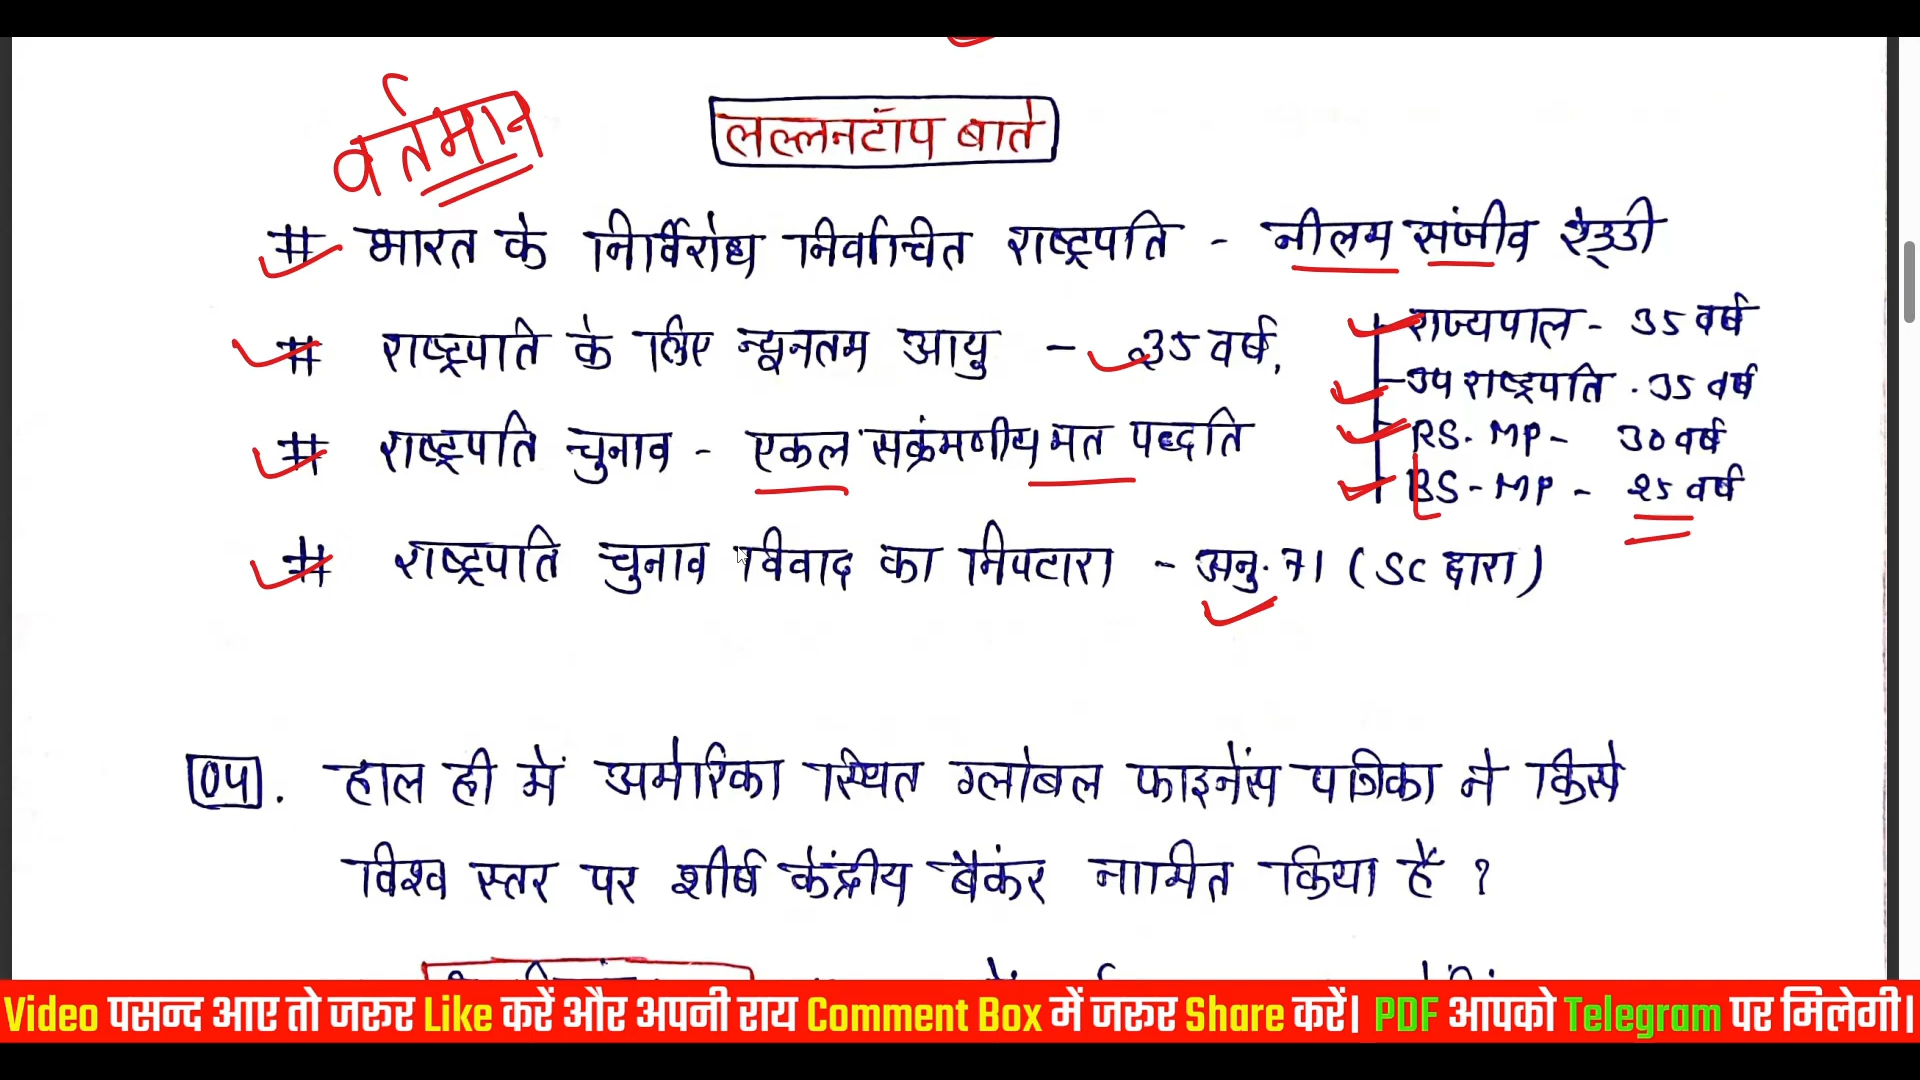 वर्तमान
लल्लनटॉप बाते
# भारत के निर्विरोध निर्वाचित राष्ट्रपति - नीलम संजीव रेड्डी
# राष्ट्रपति के लिए न्यूनतम आयु - 35 वर्ष,
राज्यपाल - 35 वर्ष
उपराष्ट्रपति - 35 वर्ष
RS - MP - 30 वर्ष
LS - MP - 25 वर्ष
# राष्ट्रपति चुनाव - एकल सक्रंमणीय मत पद्धति
# राष्ट्रपति चुनाव विवाद का निपटारा - अनु. 71 (SC द्वारा)
04. हाल ही में अमेरिका स्थित ग्लोबल फाइनेंस पत्रिका ने किसे
विश्व स्तर पर शीर्ष केंद्रीय बैकंर नामित किया है ?
Video पसन्द आए तो जरूर Like करें और अपनी राय Comment Box में जरूर Share करें। PDF आपको Telegram पर मिलेगी।